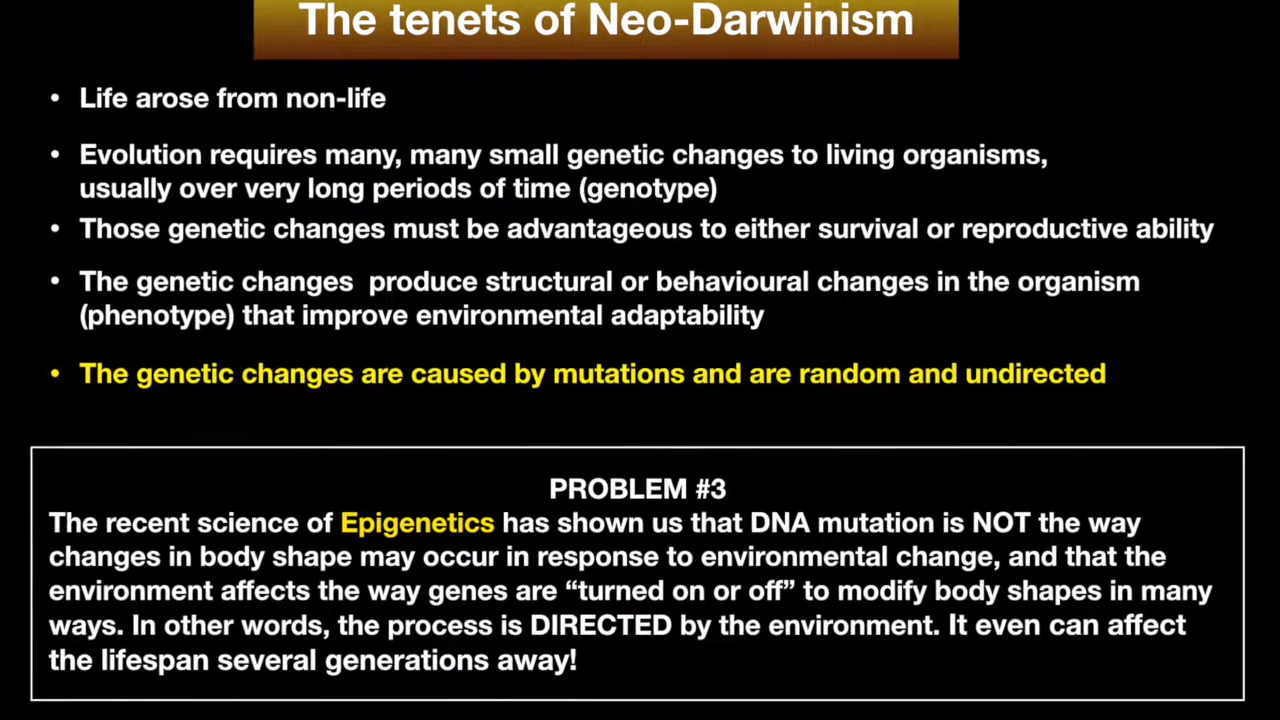 The tenets of Neo-Darwinism
• Life arose from non-life
• Evolution requires many, many small genetic changes to living organisms,
usually over very long periods of time (genotype)
• Those genetic changes must be advantageous to either survival or reproductive ability
• The genetic changes  produce structural or behavioural changes in the organism
(phenotype) that improve environmental adaptability
• The genetic changes are caused by mutations and are random and undirected
PROBLEM #3
The recent science of Epigenetics has shown us that DNA mutation is NOT the way
changes in body shape may occur in response to environmental change, and that the
environment affects the way genes are “turned on or off” to modify body shapes in many
ways. In other words, the process is DIRECTED by the environment. It even can affect
the lifespan several generations away!